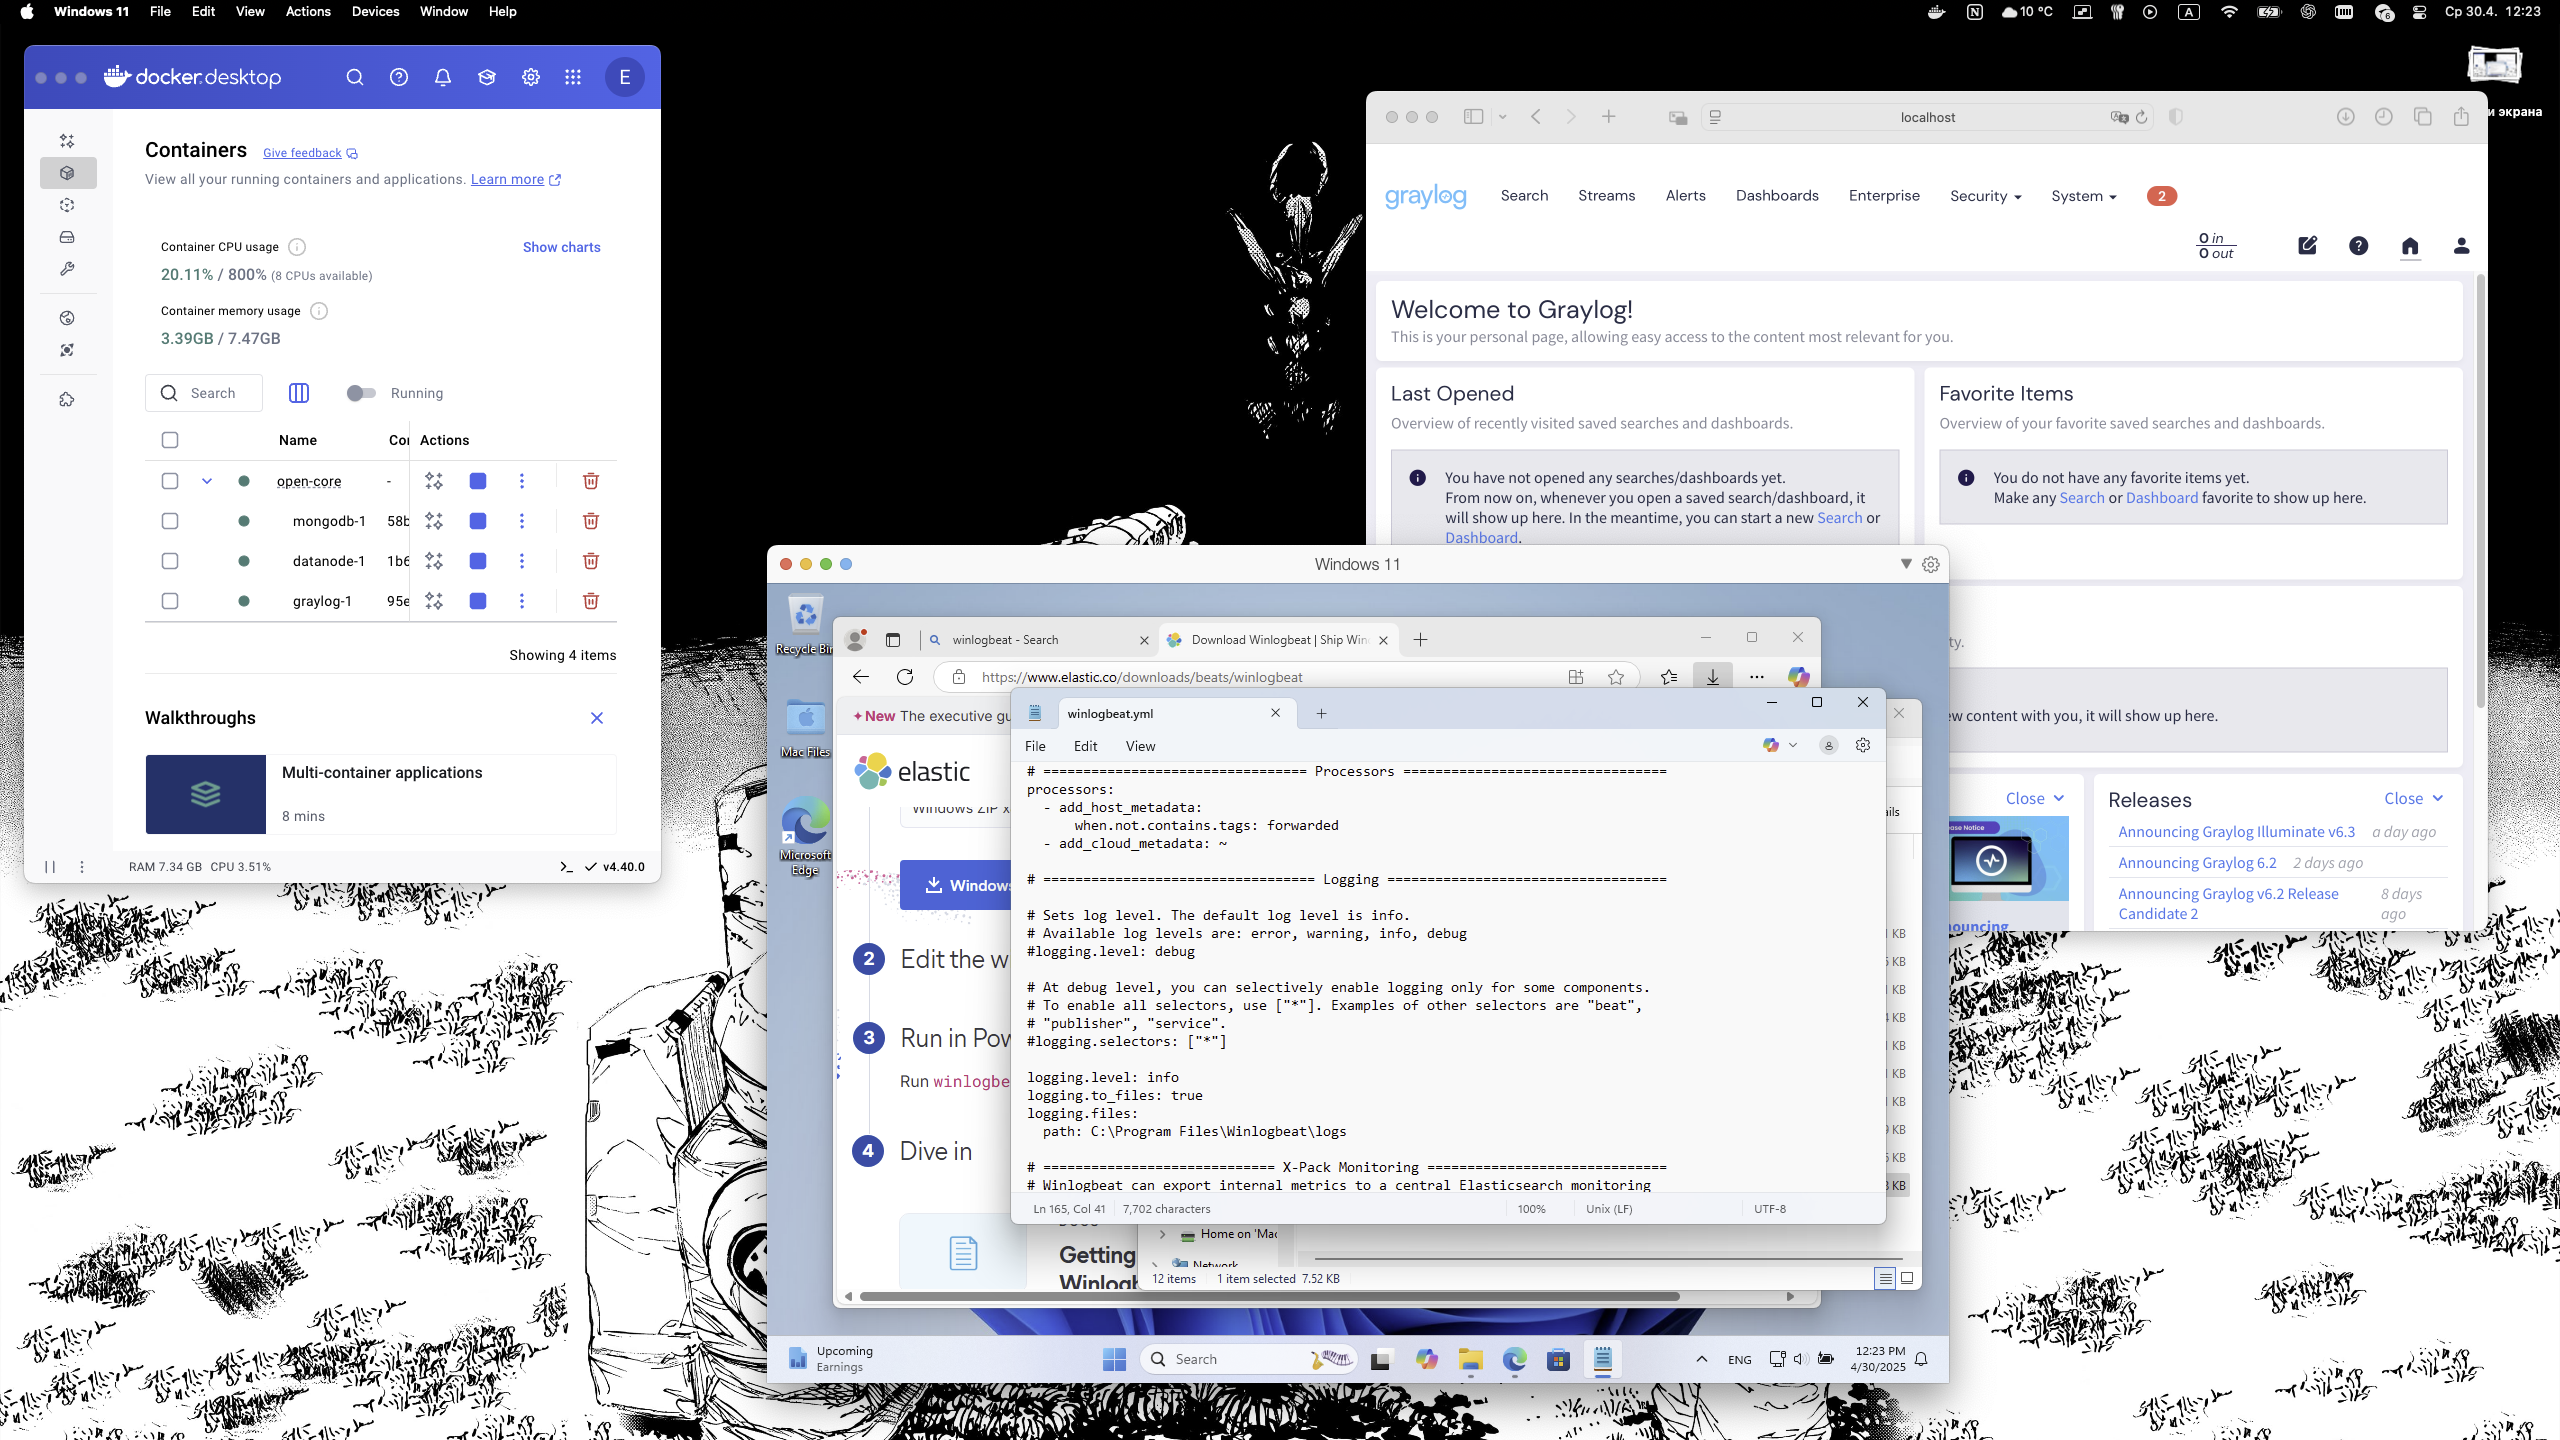 Windows 11 File Edit View Actions Devices Window Help
10 °C A 6 Ср 30.4. 12:23
и экрана
docker.desktop E
Containers Give feedback
View all your running containers and applications. Learn more
Container CPU usage
Show charts
20.11% / 800% (8 CPUs available)
Container memory usage
3.39GB / 7.47GB
Search Running
Name Con Actions
open-core -
mongodb-1 58b
datanode-1 1b6
graylog-1 95e
Showing 4 items
Walkthroughs
Multi-container applications
8 mins
RAM 7.34 GB CPU 3.51%
v4.40.0
localhost
graylog Search Streams Alerts Dashboards Enterprise Security System 2
0 in
0 out
Welcome to Graylog!
This is your personal page, allowing easy access to the content most relevant for you.
Last Opened
Overview of recently visited saved searches and dashboards.
You have not opened any searches/dashboards yet.
From now on, whenever you open a saved search/dashboard, it
will show up here. In the meantime, you can start a new Search or
Dashboard.
Favorite Items
Overview of your favorite saved searches and dashboards.
You do not have any favorite items yet.
Make any Search or Dashboard favorite to show up here.
ty.
ew content with you, it will show up here.
Close
Releases Close
Announcing Graylog Illuminate v6.3 a day ago
Announcing Graylog 6.2 2 days ago
Announcing Graylog v6.2 Release
Candidate 2
8 days
ago
ose Notice
ouncing
Windows 11
Recycle Bin
Mac Files
Microsoft
Edge
winlogbeat - Search
Download Winlogbeat | Ship Win
https://www.elastic.co/downloads/beats/winlogbeat
New The executive gu
elastic
Windows ZIP x
Windows
2 Edit the w
3 Run in Pow
Run winlogbe
4 Dive in
Getting
Winlogb
winlogbeat.yml
File Edit View
# ================================= Processors =================================
processors:
  - add_host_metadata:
      when.not.contains.tags: forwarded
  - add_cloud_metadata: ~
# ================================== Logging ===================================
# Sets log level. The default log level is info.
# Available log levels are: error, warning, info, debug
#logging.level: debug
# At debug level, you can selectively enable logging only for some components.
# To enable all selectors, use ["*"]. Examples of other selectors are "beat",
# "publisher", "service".
#logging.selectors: ["*"]
logging.level: info
logging.to_files: true
logging.files:
  path: C:\Program Files\Winlogbeat\logs
# ============================= X-Pack Monitoring ==============================
# Winlogbeat can export internal metrics to a central Elasticsearch monitoring
Ln 165, Col 41 7,702 characters 100% Unix (LF) UTF-8
ails
KB
KB
KB
KB
KB
KB
KB
KB
KB
KB
Home on 'Mac
Network
12 items 1 item selected 7.52 KB
Upcoming
Earnings
Search
ENG
12:23 PM
4/30/2025